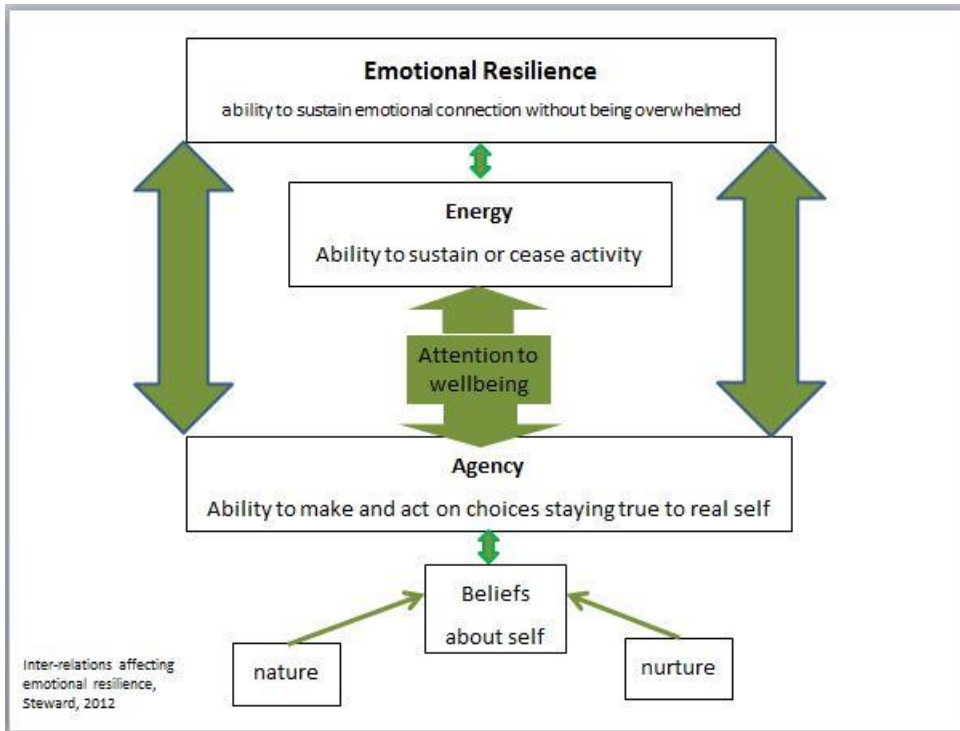 Emotional Resilience
ability to sustain emotional connection without being overwhelmed
Energy
Ability to sustain or cease activity
Attention to
wellbeing
Agency
Ability to make and act on choices staying true to real self
Beliefs
about self
nature
nurture
Inter-relations affecting
emotional resilience,
Steward, 2012